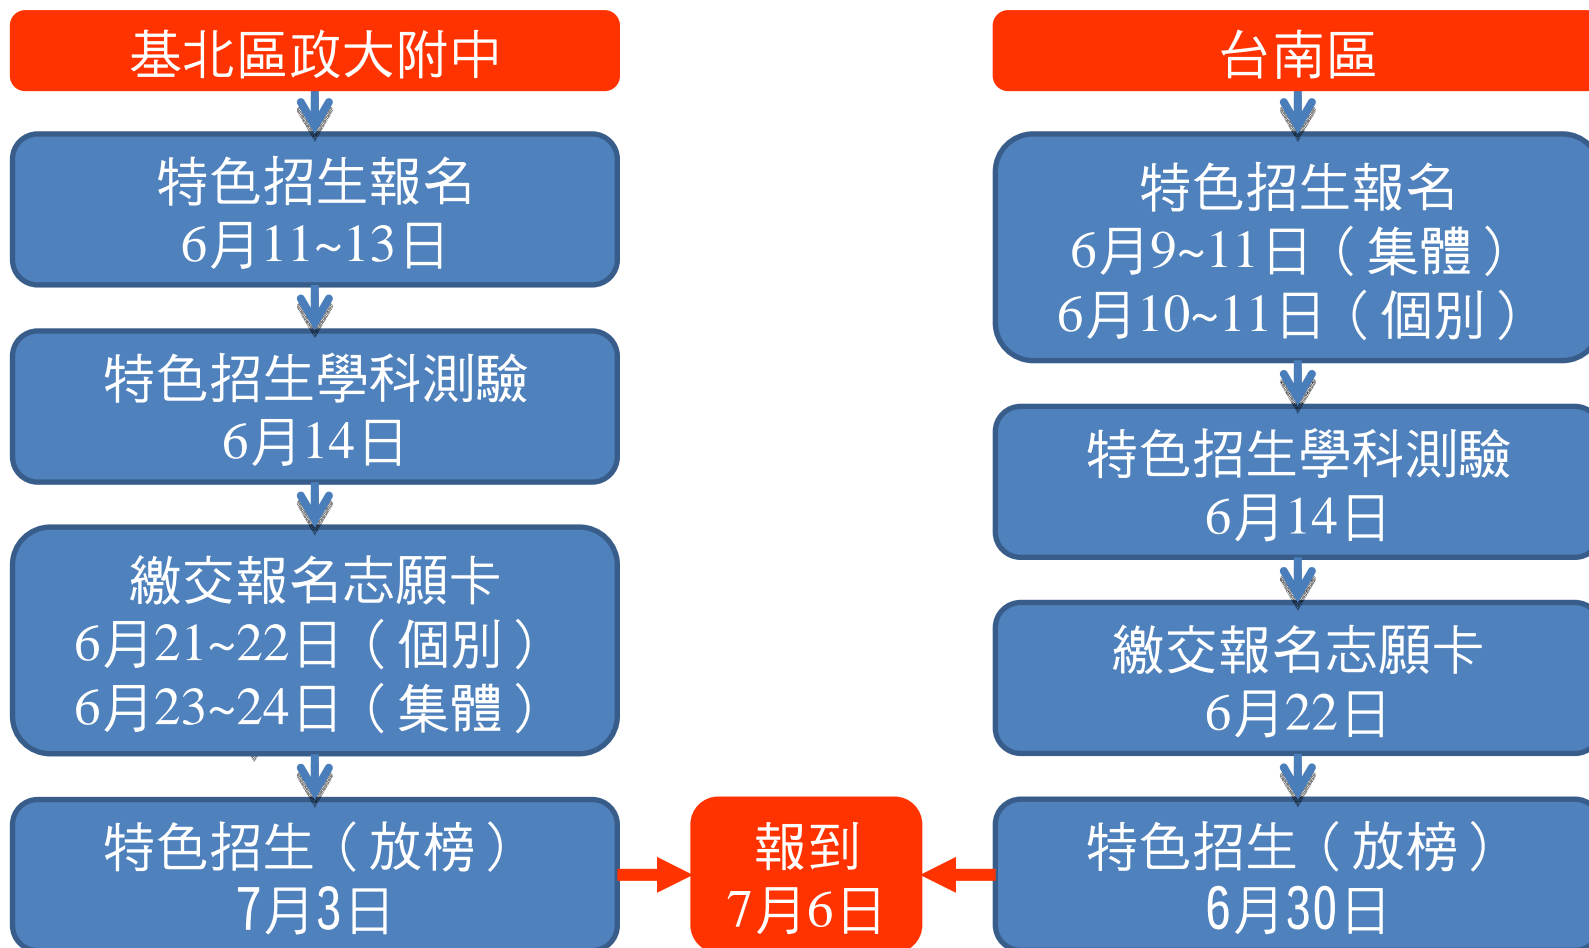 基北區政大附中
特色招生報名
6月11~13日
特色招生學科測驗
6月14日
繳交報名志願卡
6月21~22日（個別）
6月23~24日（集體）
特色招生（放榜）
7月3日
報到
7月6日
台南區
特色招生報名
6月9~11日（集體）
6月10~11日（個別）
特色招生學科測驗
6月14日
繳交報名志願卡
6月22日
特色招生（放榜）
6月30日